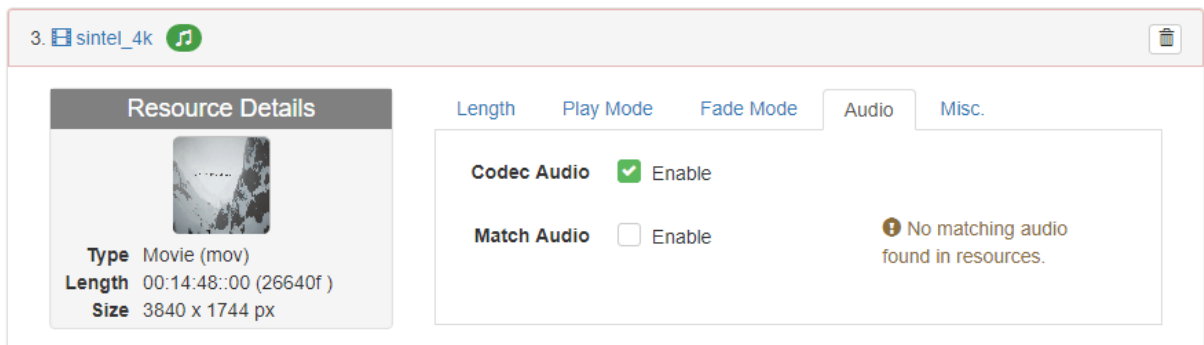 3. sintel_4k
Resource Details
Type Movie (mov)
Length 00:14:48::00 (26640f )
Size 3840 x 1744 px
Length Play Mode Fade Mode Audio Misc.
Codec Audio Enable
Match Audio Enable
No matching audio
found in resources.